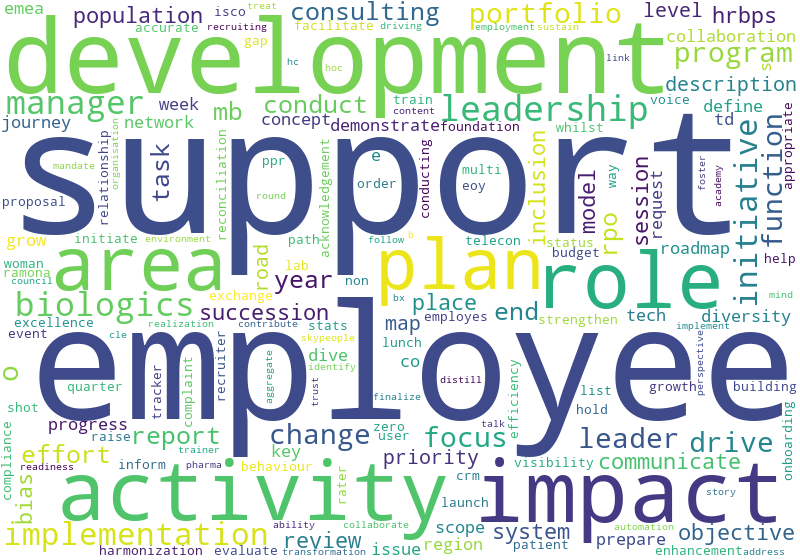 emea
population
isco
consulting
portfolio
level
hrbps
treat
accurate
recruiting
facilitate
driving
collaboration
gap
employment
sustain
development
program
s
hc
hoc
link
description
manager
week
mb
conduct
train
content
leadership
voice
define
journey
network
concept
demonstrate
foundation
whilst
td
appropriate
support
mandate
organisation
relationship
task
reconciliation
ppr
acknowledgement
e
order
conducting
multi
eoy
inclusion
way
model
session
request
foster
academy
initiative
function
proposal
round
grow
initiate
environment
road
path
follow
b
telecon
status
rpo
budget
roadmap
help
woman
ramona
council
area
lab
year
non
plan
role
mind
exchange
bx
biologics
succession
place
end
tech
diversity
excellence
realization
contribute
stats
map
employes
strengthen
implement
event
cle
skypeople
dive
lunch
co
efficiency
perspective
identify
employee
o
quarter
tracker
complaint
recruiter
aggregate
trust
distill
list
growth
building
shot
finalize
hold
onboarding
progress
raise
report
change
zero
user
focus
talk
leader
drive
compliance
effort
trainer
key
priority
visibility
communicate
readiness
inform
pharma
behaviour
rater
crm
story
bias
activity
launch
impact
ability
collaborate
scope
automation
implementation
review
issue
region
system
patient
prepare
objective
harmonization
evaluate
transformation
enhancement
address